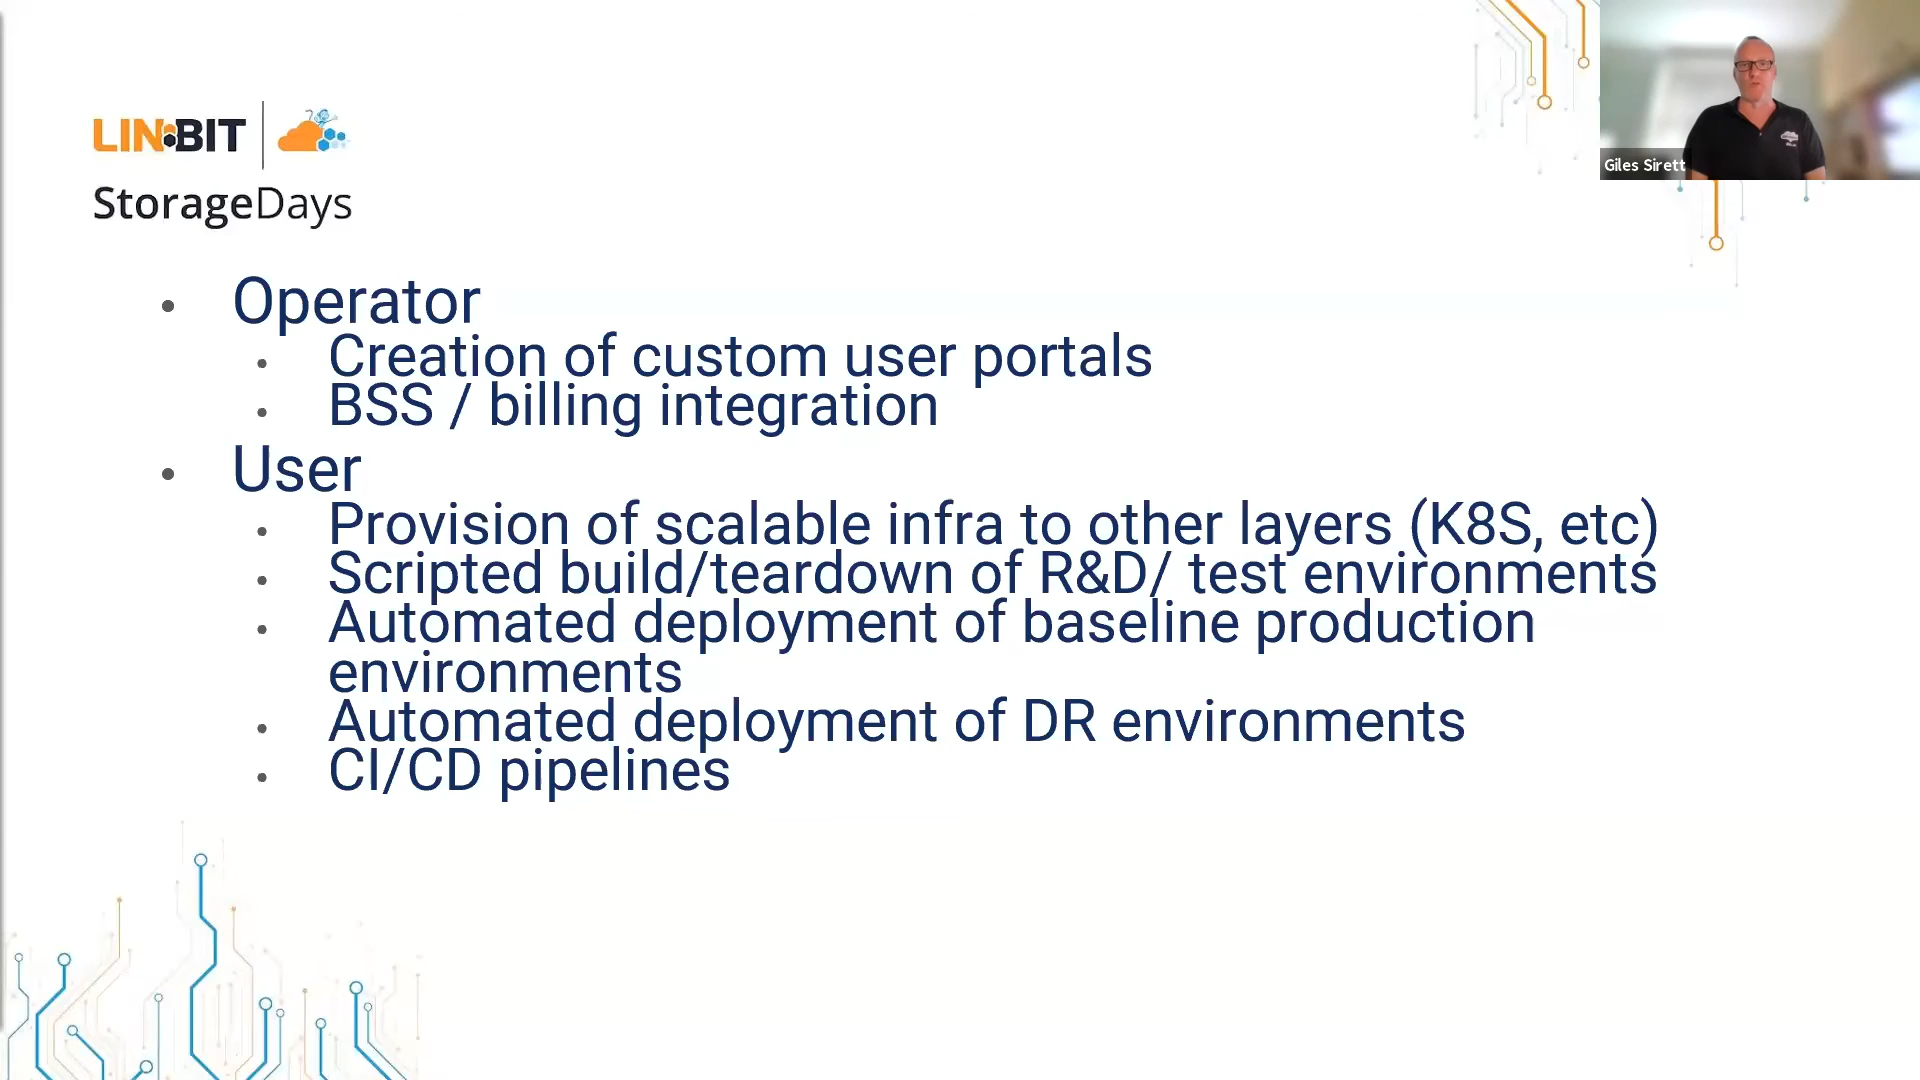 LINBIT
StorageDays
Giles Sirett
• Operator
• Creation of custom user portals
• BSS / billing integration
• User
• Provision of scalable infra to other layers (K8S, etc)
• Scripted build/teardown of R&D/ test environments
• Automated deployment of baseline production
environments
• Automated deployment of DR environments
• CI/CD pipelines